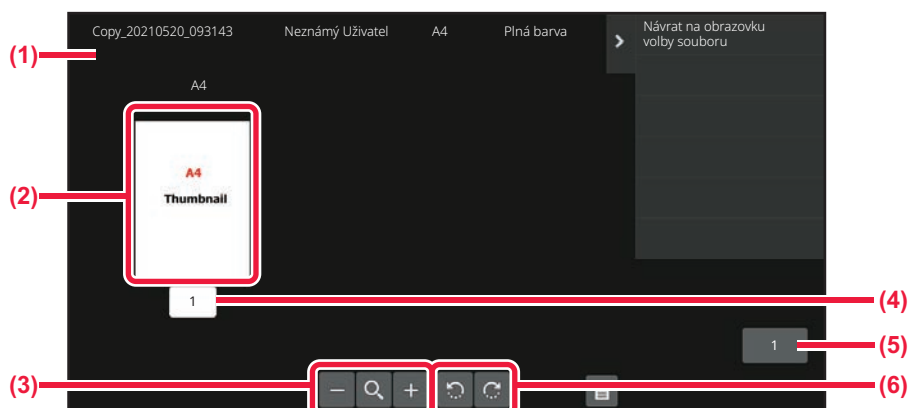 Copy_20210520_093143 Neznámý Uživatel A4 Plná barva
Návrat na obrazovku
volby souboru
(1)
A4
(2)
A4
Thumbnail
1
(4)
1
(5)
(3)
(6)